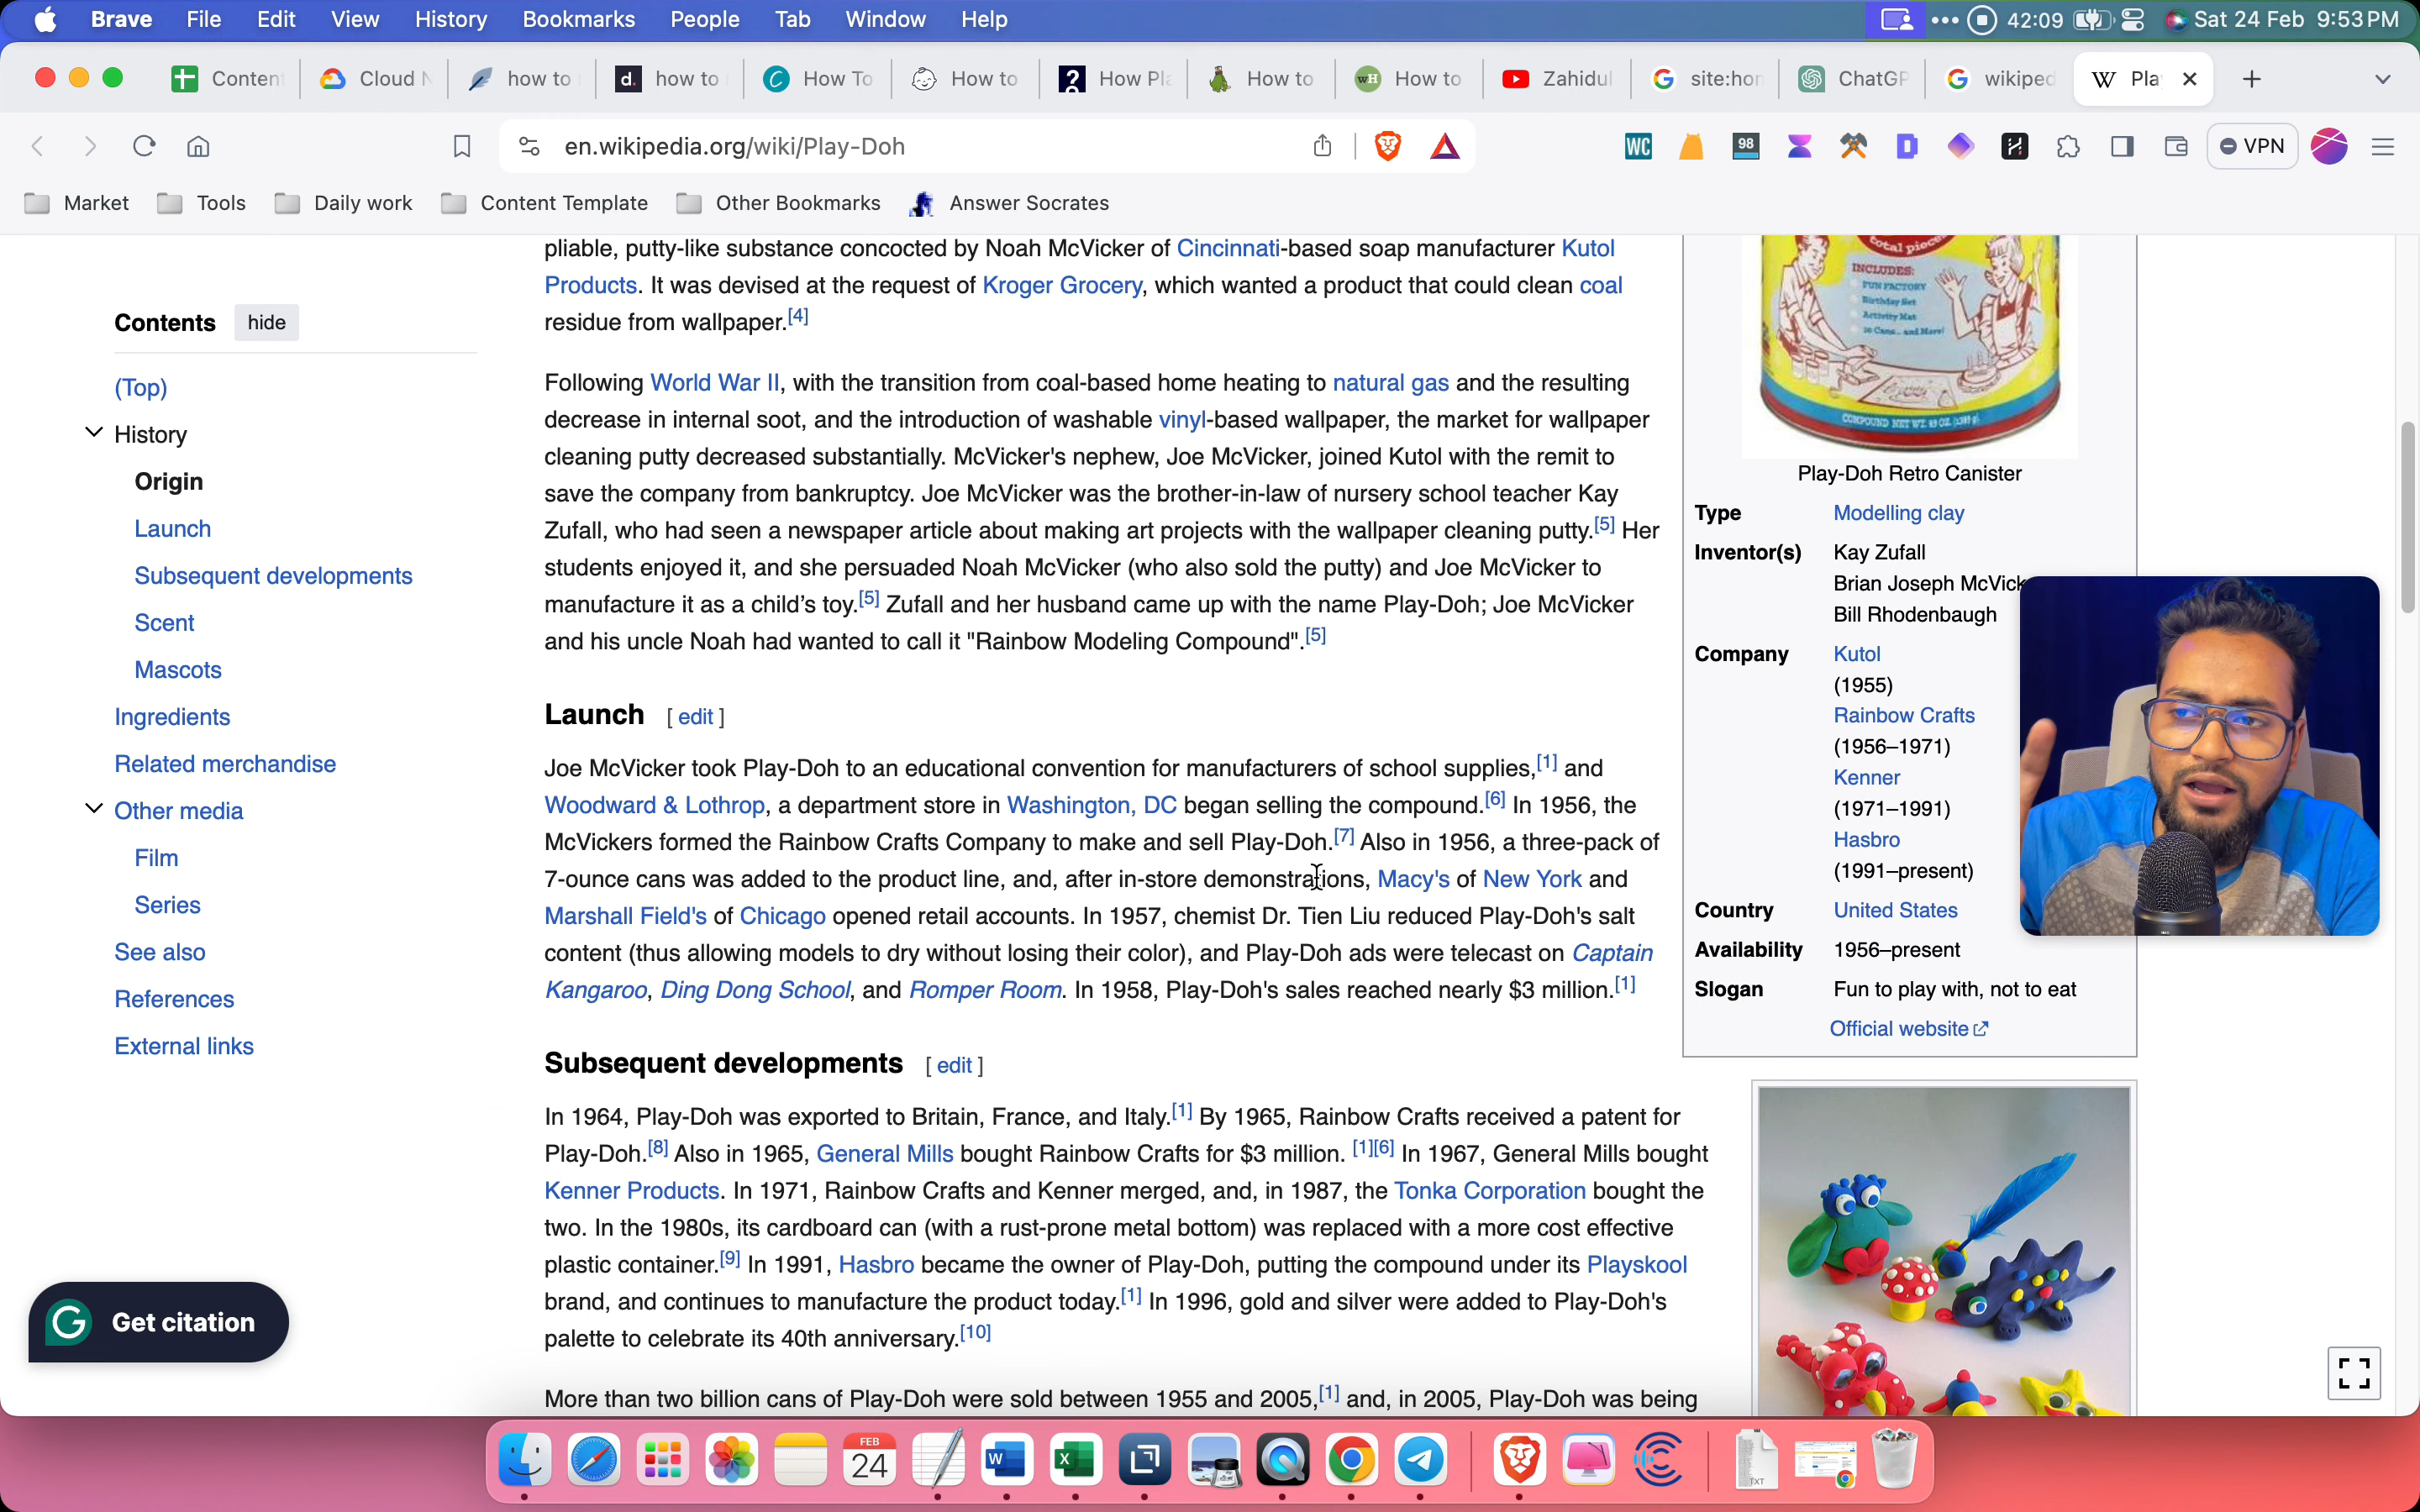 Brave File Edit View History Bookmarks People Tab Window Help
42:09 Sat 24 Feb 9:53 PM
Conten
Cloud N
how to
d. how to
How To
How to
How Pla
How to
wH How to
Zahidul
site:hon
ChatGP
wikiped
W Pla
en.wikipedia.org/wiki/Play-Doh
WC
98
VPN
Market Tools Daily work Content Template Other Bookmarks Answer Socrates
Contents hide
(Top)
History
Origin
Launch
Subsequent developments
Scent
Mascots
Ingredients
Related merchandise
Other media
Film
Series
See also
References
External links
Get citation
pliable, putty-like substance concocted by Noah McVicker of Cincinnati-based soap manufacturer Kutol
Products. It was devised at the request of Kroger Grocery, which wanted a product that could clean coal
residue from wallpaper.[4]
Following World War II, with the transition from coal-based home heating to natural gas and the resulting
decrease in internal soot, and the introduction of washable vinyl-based wallpaper, the market for wallpaper
cleaning putty decreased substantially. McVicker's nephew, Joe McVicker, joined Kutol with the remit to
save the company from bankruptcy. Joe McVicker was the brother-in-law of nursery school teacher Kay
Zufall, who had seen a newspaper article about making art projects with the wallpaper cleaning putty.[5] Her
students enjoyed it, and she persuaded Noah McVicker (who also sold the putty) and Joe McVicker to
manufacture it as a child’s toy.[5] Zufall and her husband came up with the name Play-Doh; Joe McVicker
and his uncle Noah had wanted to call it "Rainbow Modeling Compound".[5]
Launch [ edit ]
Joe McVicker took Play-Doh to an educational convention for manufacturers of school supplies,[1] and
Woodward & Lothrop, a department store in Washington, DC began selling the compound.[6] In 1956, the
McVickers formed the Rainbow Crafts Company to make and sell Play-Doh.[7] Also in 1956, a three-pack of
7-ounce cans was added to the product line, and, after in-store demonstrations, Macy's of New York and
Marshall Field's of Chicago opened retail accounts. In 1957, chemist Dr. Tien Liu reduced Play-Doh's salt
content (thus allowing models to dry without losing their color), and Play-Doh ads were telecast on Captain
Kangaroo, Ding Dong School, and Romper Room. In 1958, Play-Doh's sales reached nearly $3 million.[1]
Subsequent developments [ edit ]
In 1964, Play-Doh was exported to Britain, France, and Italy.[1] By 1965, Rainbow Crafts received a patent for
Play-Doh.[8] Also in 1965, General Mills bought Rainbow Crafts for $3 million. [1][6] In 1967, General Mills bought
Kenner Products. In 1971, Rainbow Crafts and Kenner merged, and, in 1987, the Tonka Corporation bought the
two. In the 1980s, its cardboard can (with a rust-prone metal bottom) was replaced with a more cost effective
plastic container.[9] In 1991, Hasbro became the owner of Play-Doh, putting the compound under its Playskool
brand, and continues to manufacture the product today.[1] In 1996, gold and silver were added to Play-Doh's
palette to celebrate its 40th anniversary.[10]
More than two billion cans of Play-Doh were sold between 1955 and 2005,[1] and, in 2005, Play-Doh was being
total pieces
INCLUDES:
FUN FACTORY
Birthday Set
Activity Mat
COMPOUND NET WT.
Play-Doh Retro Canister
Type Modelling clay
Inventor(s) Kay Zufall
Brian Joseph McVick
Bill Rhodenbaugh
Company Kutol
(1955)
Rainbow Crafts
(1956–1971)
Kenner
(1971–1991)
Hasbro
(1991–present)
Country United States
Availability 1956–present
Slogan Fun to play with, not to eat
Official website
FEB
24
W
X
TXT